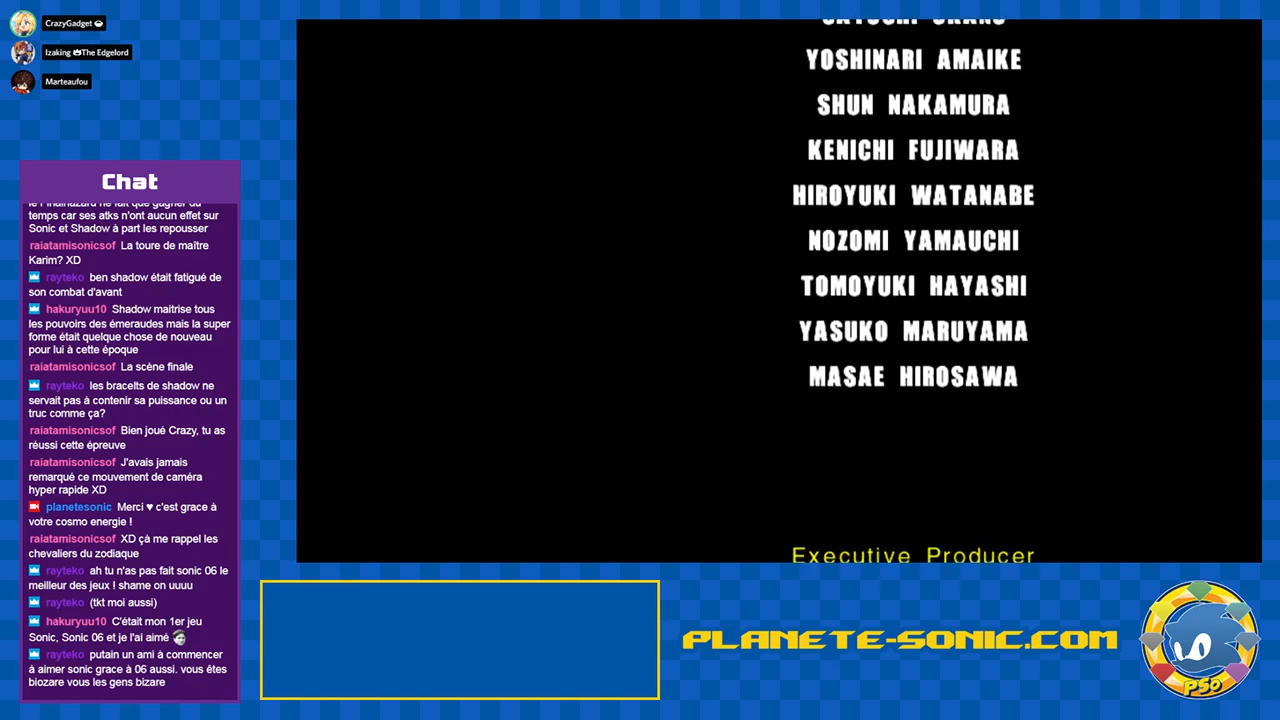 CrazyGadget
Izaking The Edgelord
Marteaufou
Chat
temps car ses atks n'ont aucun effet sur
Sonic et Shadow à part les repousser
raiatamisonicsof La toure de maître
Karim? XD
rayteko ben shadow était fatigué de
son combat d'avant
hakuryuu10 Shadow maitrise tous
les pouvoirs des émeraudes mais la super
forme était quelque chose de nouveau
pour lui à cette époque
raiatamisonicsof La scène finale
rayteko les bracelts de shadow ne
servait pas à contenir sa puissance ou un
truc comme ça?
raiatamisonicsof Bien joué Crazy, tu as
réussi cette épreuve
raiatamisonicsof J'avais jamais
remarqué ce mouvement de caméra
hyper rapide XD
planetesonic Merci ♥ c'est grace à
votre cosmo energie !
raiatamisonicsof XD çà me rappel les
chevaliers du zodiaque
rayteko ah tu n'as pas fait sonic 06 le
meilleur des jeux ! shame on uuuu
rayteko (tkt moi aussi)
hakuryuu10 C'était mon 1er jeu
Sonic, Sonic 06 et je l'ai aimé
rayteko putain un ami à commencer
à aimer sonic grace à 06 aussi. vous êtes
biozare vous les gens bizare
YOSHINARI AMAIKE
SHUN NAKAMURA
KENICHI FUJIWARA
HIROYUKI WATANABE
NOZOMI YAMAUCHI
TOMOYUKI HAYASHI
YASUKO MARUYAMA
MASAE HIROSAWA
Executive Producer
PLANETE-SONIC.COM
PSO